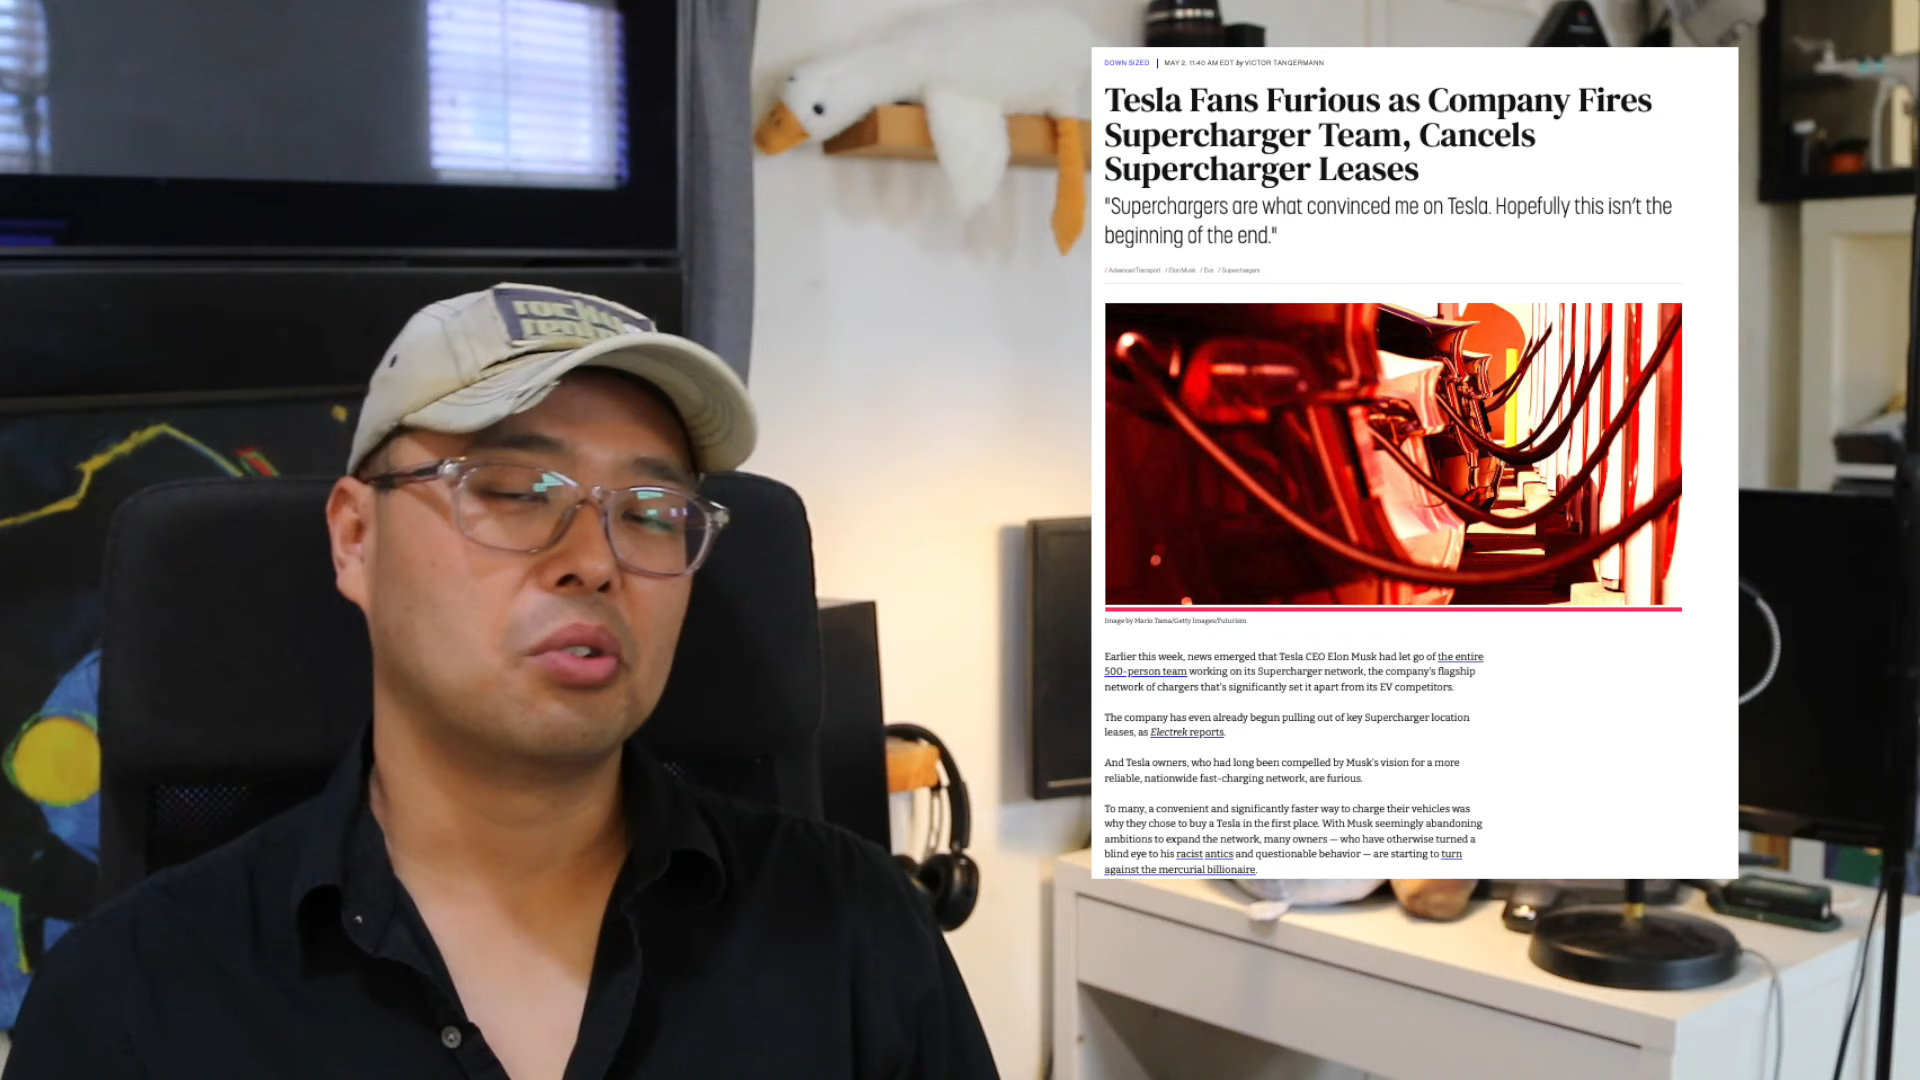 rocky
DOWN SIZED | MAY 2, 11:40 AM EDT by VICTOR TANGERMANN
Tesla Fans Furious as Company Fires
Supercharger Team, Cancels
Supercharger Leases
"Superchargers are what convinced me on Tesla. Hopefully this isn't the
beginning of the end."
/ Advanced Transport / Elon Musk / Evs / Superchargers
Image by Mario Tama/Getty Images/Futurism
Earlier this week, news emerged that Tesla CEO Elon Musk had let go of the entire
500-person team working on its Supercharger network, the company's flagship
network of chargers that's significantly set it apart from its EV competitors.
The company has even already begun pulling out of key Supercharger location
leases, as Electrek reports.
And Tesla owners, who had long been compelled by Musk's vision for a more
reliable, nationwide fast-charging network, are furious.
To many, a convenient and significantly faster way to charge their vehicles was
why they chose to buy a Tesla in the first place. With Musk seemingly abandoning
ambitions to expand the network, many owners — who have otherwise turned a
blind eye to his racist antics and questionable behavior — are starting to turn
against the mercurial billionaire.